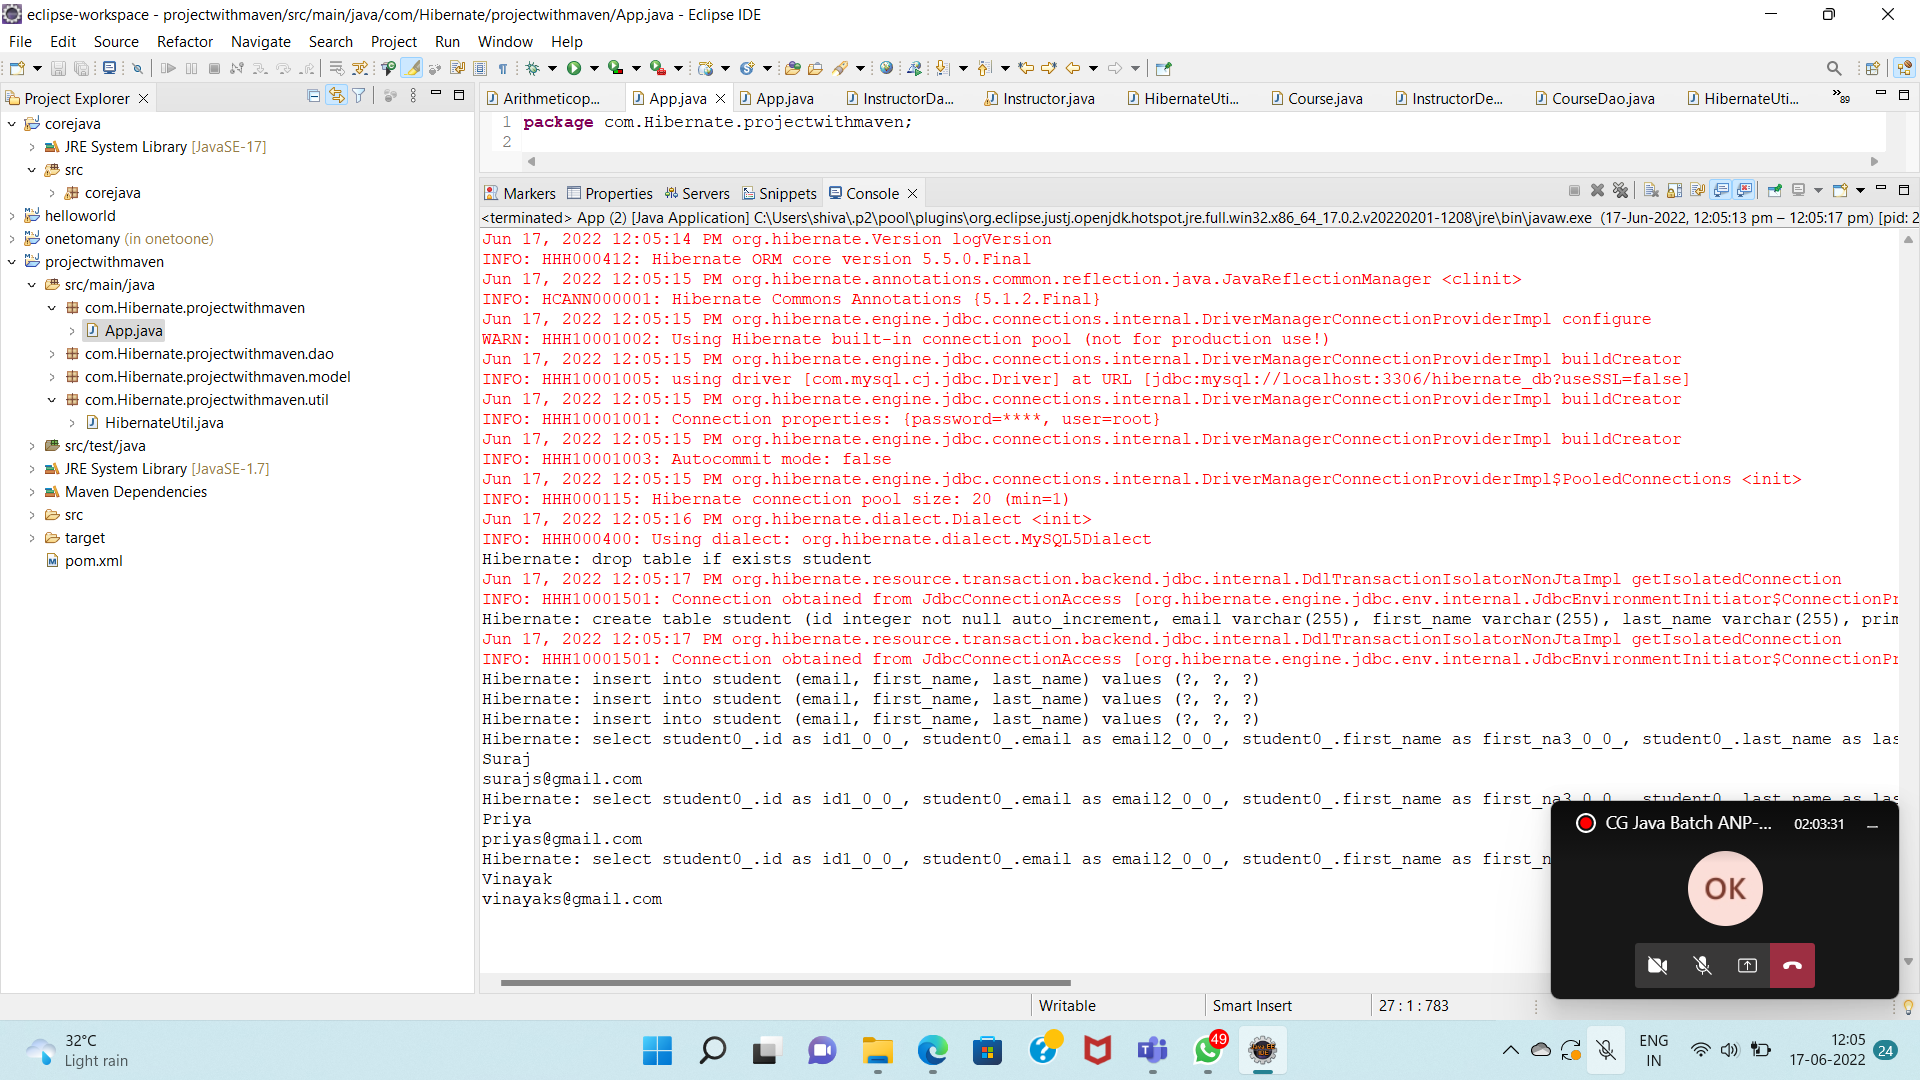 eclipse-workspace - projectwithmaven/src/main/java/com/Hibernate/projectwithmaven/App.java - Eclipse IDE
File Edit Source Refactor Navigate Search Project Run Window Help
Project Explorer
corejava
JRE System Library [JavaSE-17]
src
corejava
helloworld
onetomany (in onetoone)
projectwithmaven
src/main/java
com.Hibernate.projectwithmaven
App.java
com.Hibernate.projectwithmaven.dao
com.Hibernate.projectwithmaven.model
com.Hibernate.projectwithmaven.util
HibernateUtil.java
src/test/java
JRE System Library [JavaSE-1.7]
Maven Dependencies
src
target
pom.xml
Arithmeticop... App.java App.java InstructorDa... Instructor.java HibernateUti... Course.java InstructorDe... CourseDao.java HibernateUti... 89
1 package com.Hibernate.projectwithmaven;
2
Markers Properties Servers Snippets Console
<terminated> App (2) [Java Application] C:\Users\shiva\.p2\pool\plugins\org.eclipse.justj.openjdk.hotspot.jre.full.win32.x86_64_17.0.2.v20220201-1208\jre\bin\javaw.exe (17-Jun-2022, 12:05:13 pm – 12:05:17 pm) [pid: 2
Jun 17, 2022 12:05:14 PM org.hibernate.Version logVersion
INFO: HHH000412: Hibernate ORM core version 5.5.0.Final
Jun 17, 2022 12:05:15 PM org.hibernate.annotations.common.reflection.java.JavaReflectionManager <clinit>
INFO: HCANN000001: Hibernate Commons Annotations {5.1.2.Final}
Jun 17, 2022 12:05:15 PM org.hibernate.engine.jdbc.connections.internal.DriverManagerConnectionProviderImpl configure
WARN: HHH10001002: Using Hibernate built-in connection pool (not for production use!)
Jun 17, 2022 12:05:15 PM org.hibernate.engine.jdbc.connections.internal.DriverManagerConnectionProviderImpl buildCreator
INFO: HHH10001005: using driver [com.mysql.cj.jdbc.Driver] at URL [jdbc:mysql://localhost:3306/hibernate_db?useSSL=false]
Jun 17, 2022 12:05:15 PM org.hibernate.engine.jdbc.connections.internal.DriverManagerConnectionProviderImpl buildCreator
INFO: HHH10001001: Connection properties: {password=****, user=root}
Jun 17, 2022 12:05:15 PM org.hibernate.engine.jdbc.connections.internal.DriverManagerConnectionProviderImpl buildCreator
INFO: HHH10001003: Autocommit mode: false
Jun 17, 2022 12:05:15 PM org.hibernate.engine.jdbc.connections.internal.DriverManagerConnectionProviderImpl$PooledConnections <init>
INFO: HHH000115: Hibernate connection pool size: 20 (min=1)
Jun 17, 2022 12:05:16 PM org.hibernate.dialect.Dialect <init>
INFO: HHH000400: Using dialect: org.hibernate.dialect.MySQL5Dialect
Hibernate: drop table if exists student
Jun 17, 2022 12:05:17 PM org.hibernate.resource.transaction.backend.jdbc.internal.DdlTransactionIsolatorNonJtaImpl getIsolatedConnection
INFO: HHH10001501: Connection obtained from JdbcConnectionAccess [org.hibernate.engine.jdbc.env.internal.JdbcEnvironmentInitiator$ConnectionPr
Hibernate: create table student (id integer not null auto_increment, email varchar(255), first_name varchar(255), last_name varchar(255), prim
Jun 17, 2022 12:05:17 PM org.hibernate.resource.transaction.backend.jdbc.internal.DdlTransactionIsolatorNonJtaImpl getIsolatedConnection
INFO: HHH10001501: Connection obtained from JdbcConnectionAccess [org.hibernate.engine.jdbc.env.internal.JdbcEnvironmentInitiator$ConnectionPr
Hibernate: insert into student (email, first_name, last_name) values (?, ?, ?)
Hibernate: insert into student (email, first_name, last_name) values (?, ?, ?)
Hibernate: insert into student (email, first_name, last_name) values (?, ?, ?)
Hibernate: select student0_.id as id1_0_0_, student0_.email as email2_0_0_, student0_.first_name as first_na3_0_0_, student0_.last_name as las
Suraj
surajs@gmail.com
Hibernate: select student0_.id as id1_0_0_, student0_.email as email2_0_0_, student0_.first_name as first_na3_0_0_, student0_.last_name as las
Priya
priyas@gmail.com
Hibernate: select student0_.id as id1_0_0_, student0_.email as email2_0_0_, student0_.first_name as first_n
Vinayak
vinayaks@gmail.com
CG Java Batch ANP-... 02:03:31
OK
Writable Smart Insert 27 : 1 : 783
32°C
Light rain
49
ENG
IN
12:05
17-06-2022
24